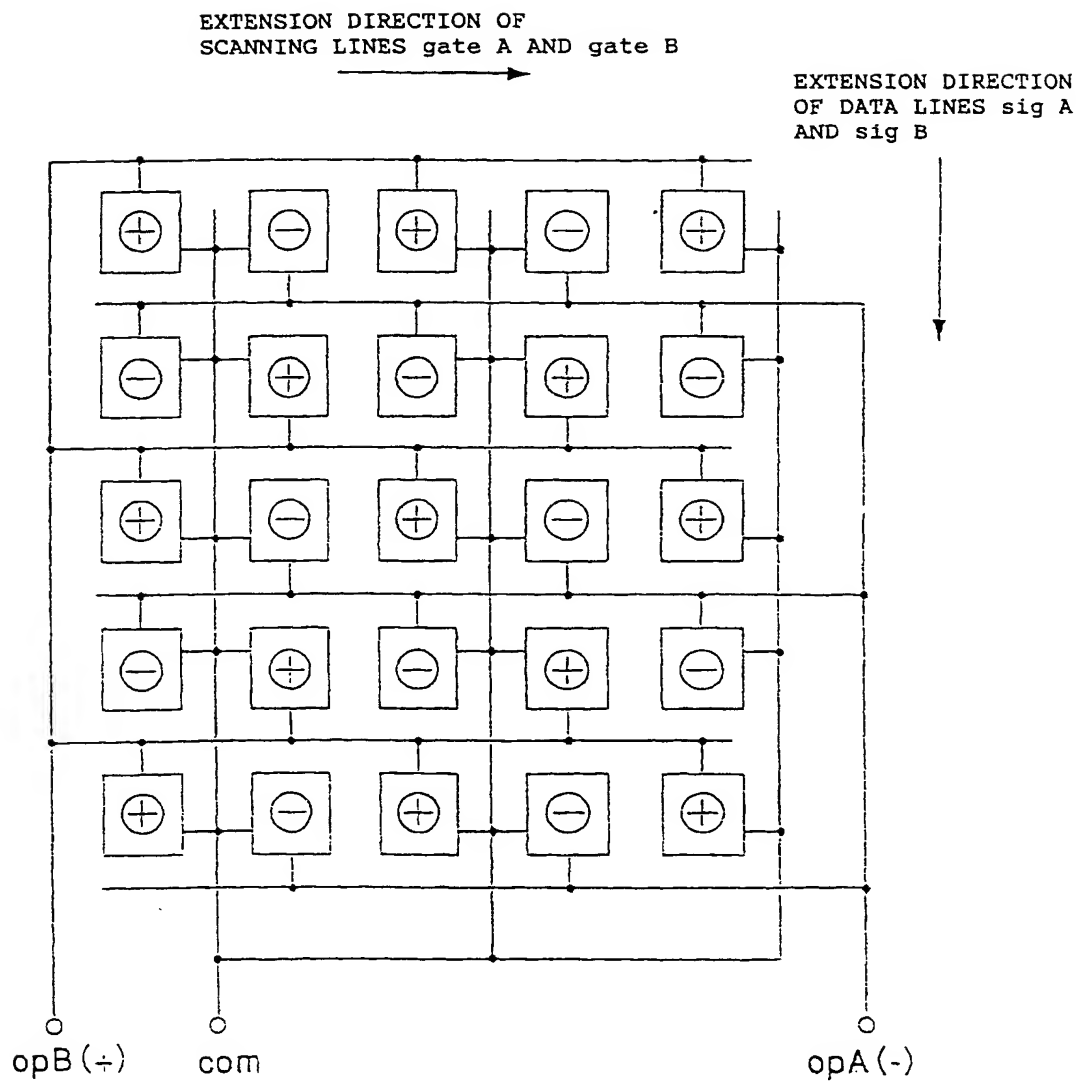 EXTENSION DIRECTION OF
SCANNING LINES gate A AND gate B
EXTENSION DIRECTION
OF DATA LINES sig A
AND sig B
+ - + - +
- + - + -
+ - + - +
- + - + -
+ - + - +
opB(+) com opA(-)